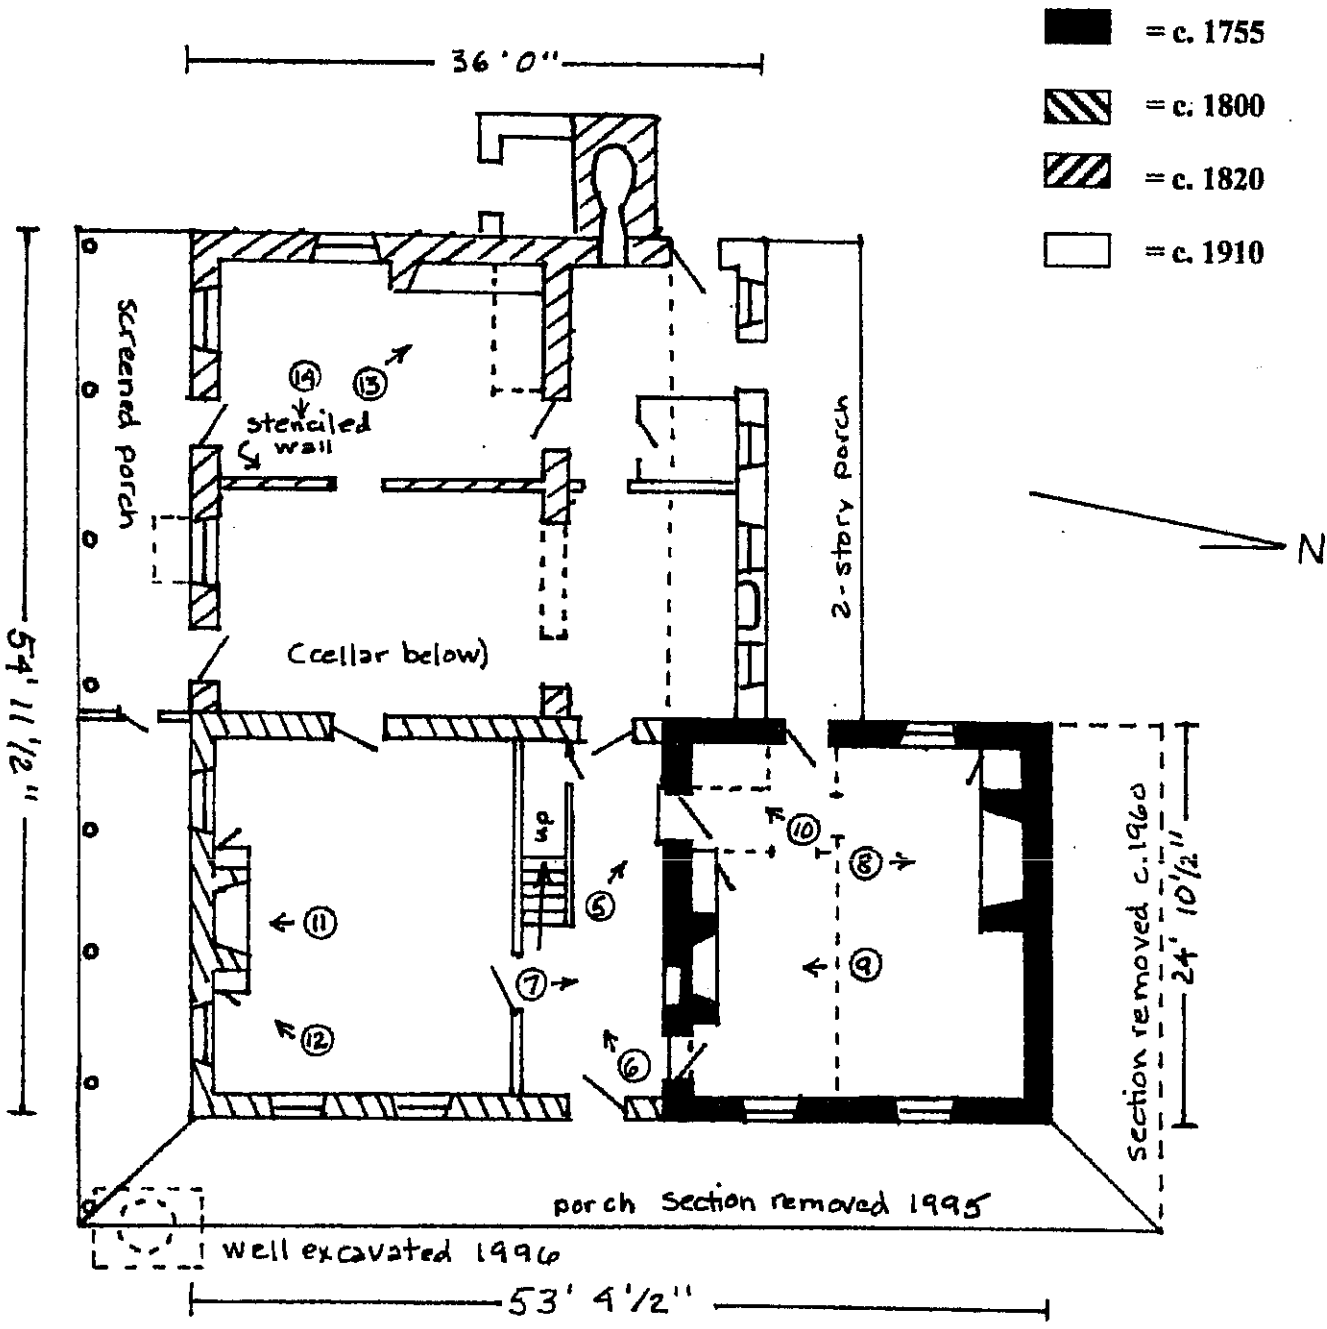 = c. 1755
= c. 1800
= c. 1820
= c. 1910
36'0"
screened porch
14
13
stenciled
wall
2-story porch
N
(cellar below)
54' 11 1/2"
up
10
8
5
11
9
7
12
6
section removed c.1960
24' 10 1/2"
porch section removed 1995
well excavated 1996
53' 4 1/2"